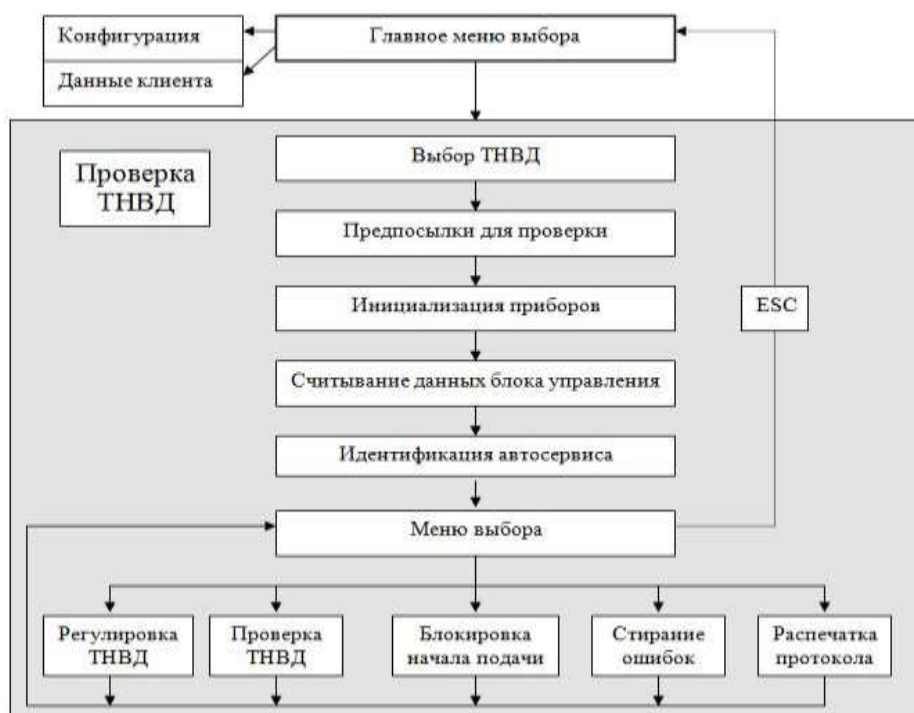 Конфигурация
Главное меню выбора
Данные клиента
Проверка
ТНВД
Выбор ТНВД
Предпосылки для проверки
Инициализация приборов
ESC
Считывание данных блока управления
Идентификация автосервиса
Меню выбора
Регулировка
ТНВД
Проверка
ТНВД
Блокировка
начала подачи
Стирание
ошибок
Распечатка
протокола